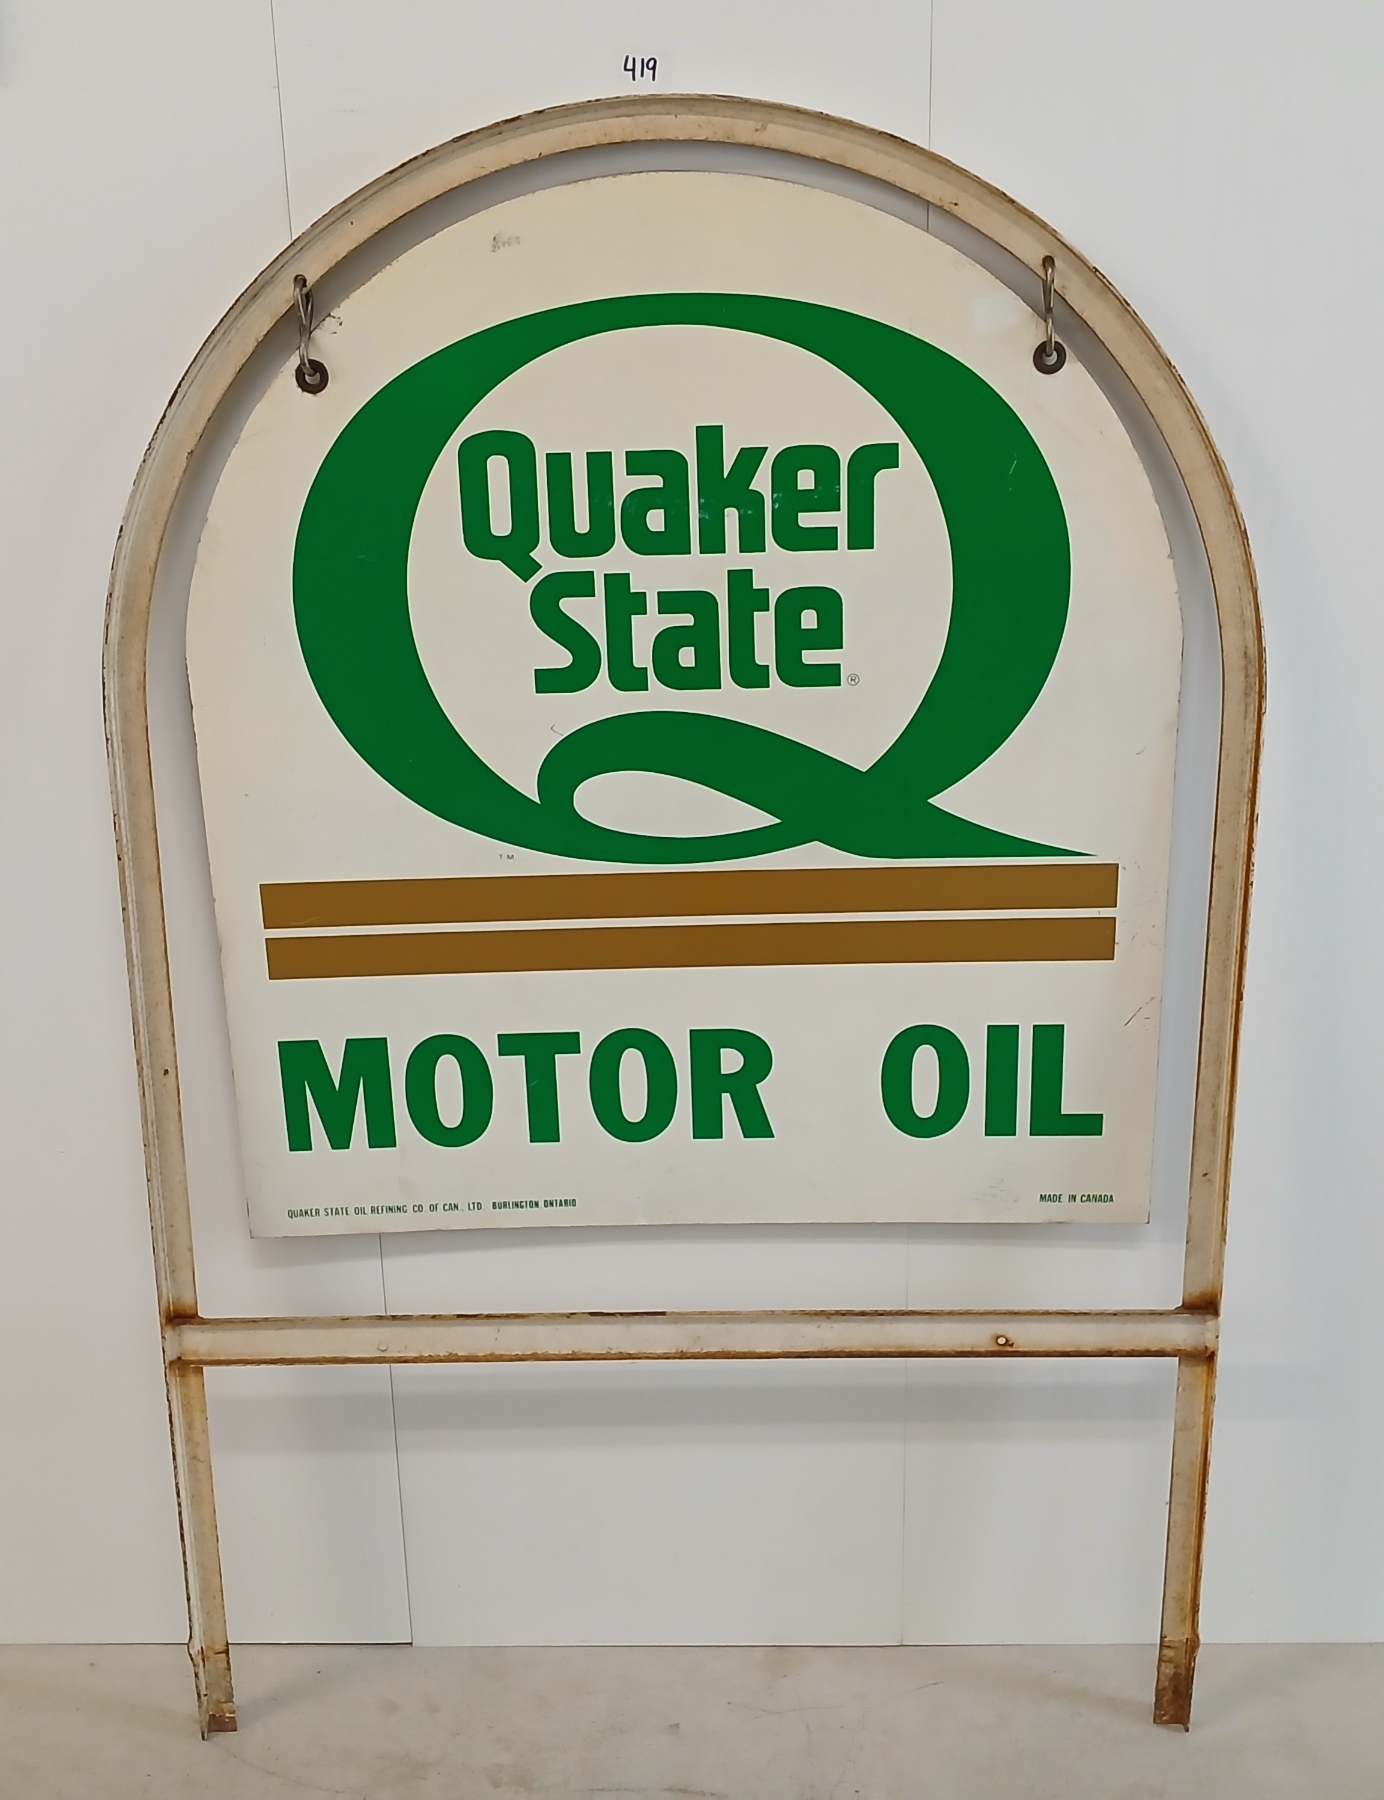 419
Quaker
State®
TM
MOTOR OIL
QUAKER STATE OIL REFINING CO. OF CAN., LTD. BURLINGTON ONTARIO
MADE IN CANADA